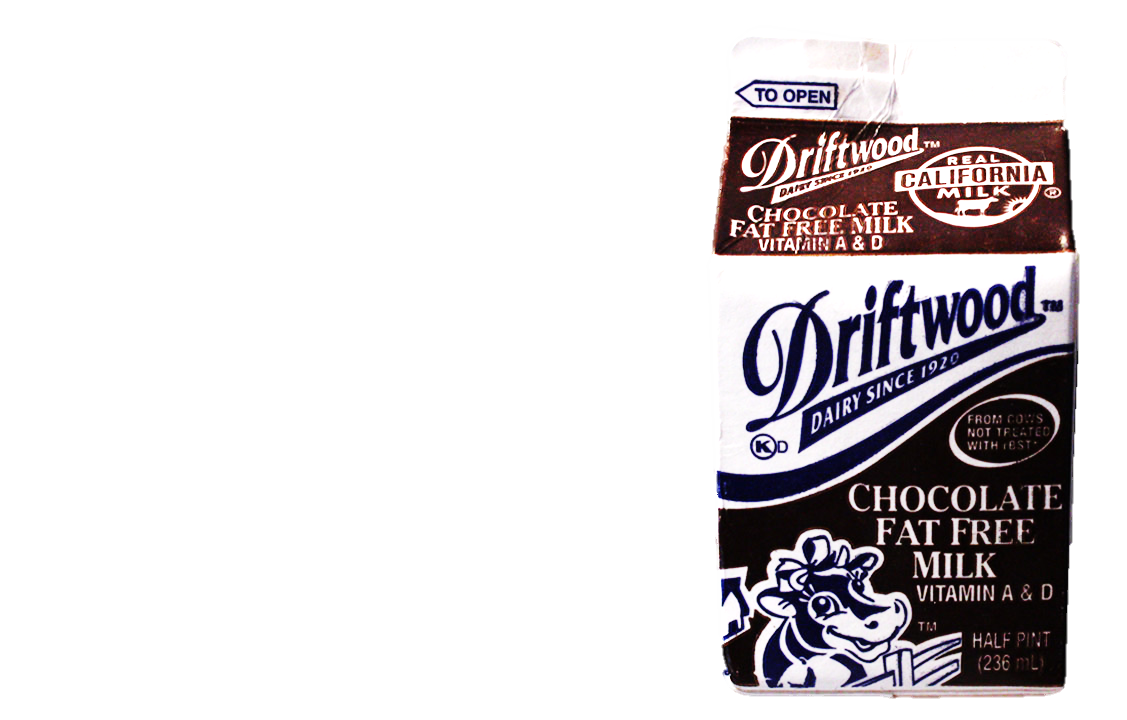 TO OPEN
Driftwood™
DAIRY SINCE 1920
REAL
CALIFORNIA
MILK
®
CHOCOLATE
FAT FREE MILK
VITAMIN A & D
Driftwood™
DAIRY SINCE 1920
FROM COWS
NOT TREATED
WITH rBST*
K D
CHOCOLATE
FAT FREE
MILK
VITAMIN A & D
TM
HALF PINT
(236 mL)